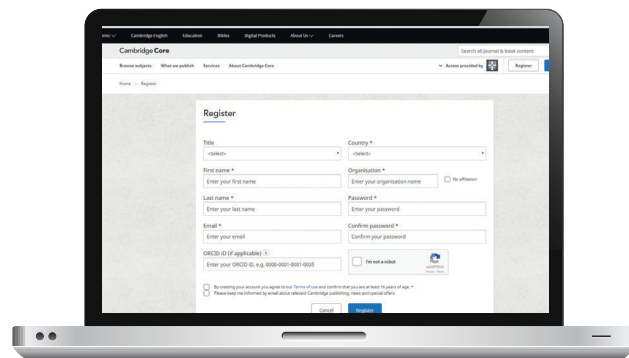 Cambridge English Education Bibles Digital Products About Us Careers
Cambridge Core
Search all journal & book content
Browse subjects What we publish Services About Cambridge Core
Access provided by Register
Home > Register
Register
Title
<Select>
Country *
<Select>
First name *
Enter your first name
Organisation *
Enter your organisation name
No affiliation
Last name *
Enter your last name
Password *
Enter your password
Email *
Enter your email
Confirm password *
Confirm your password
ORCID ID (if applicable) i
Enter your ORCID iD, e.g. 0000-0001-0001-0035
I'm not a robot
reCAPTCHA
Privacy - Terms
By creating your account you agree to our Terms of use and confirm that you are at least 16 years of age. *
Please keep me informed by email about relevant Cambridge publishing, news and special offers.
Cancel Register